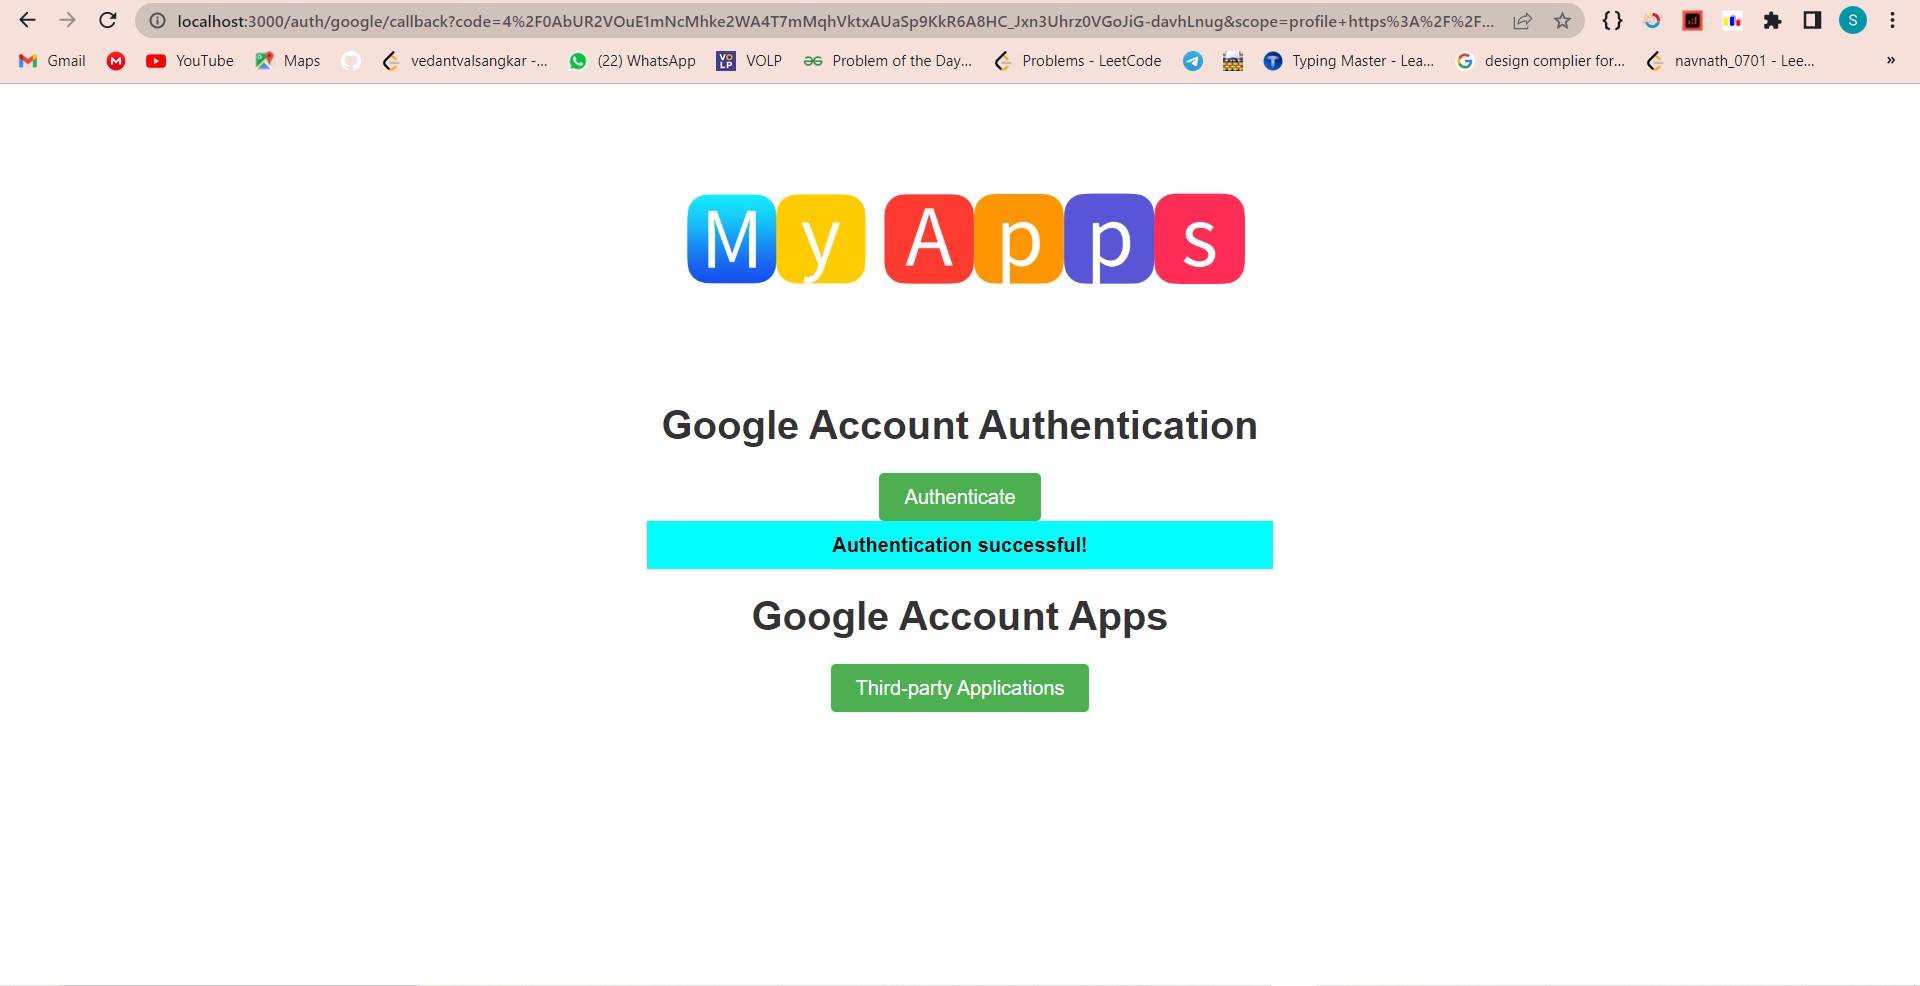 localhost:3000/auth/google/callback?code=4%2F0AbUR2VOuE1mNcMhke2WA4T7mMqhVktxAUaSp9KkR6A8HC_Jxn3Uhrz0VGoJiG-davhLnug&scope=profile+https%3A%2F%2F...
S
Gmail M YouTube Maps vedantvalsangkar -... (22) WhatsApp VOLP VOLP Problem of the Day... Problems - LeetCode T Typing Master - Lea... G design complier for... navnath_0701 - Lee... »
My Apps
Google Account Authentication
Authenticate
Authentication successful!
Google Account Apps
Third-party Applications